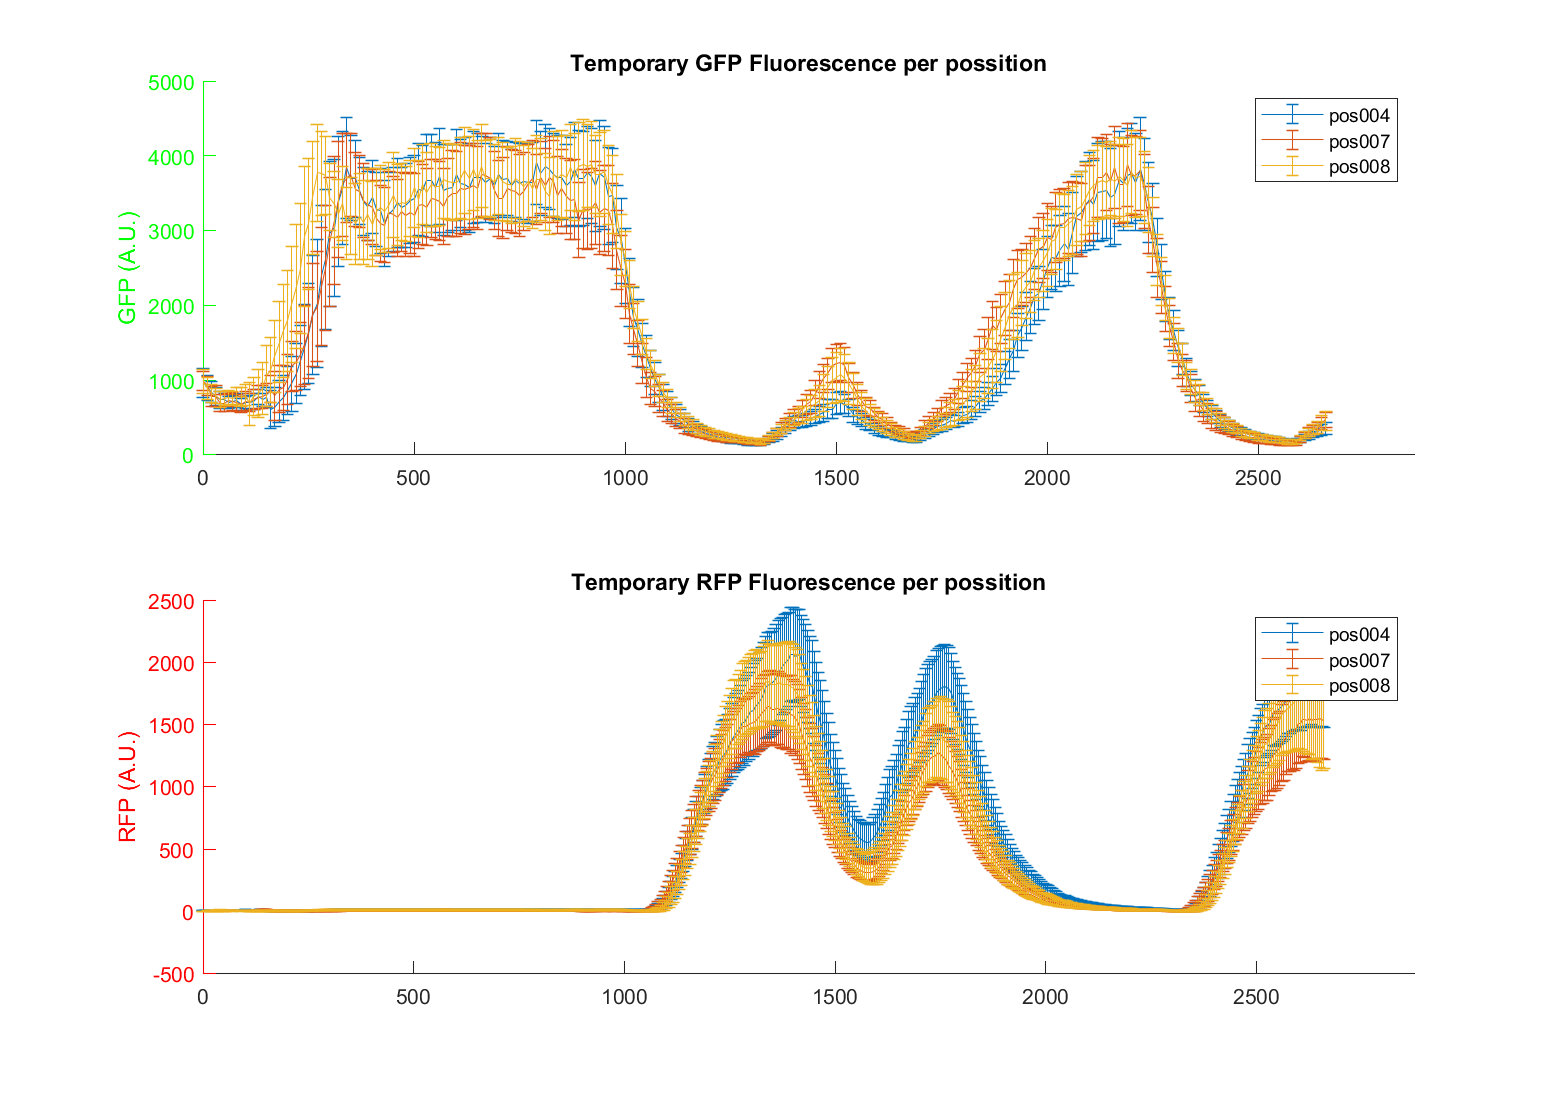 Temporary GFP Fluorescence per possition
5000
4000
3000
2000
1000
0
GFP (A.U.)
0 500 1000 1500 2000 2500
pos004
pos007
pos008
Temporary RFP Fluorescence per possition
2500
2000
1500
1000
500
0
-500
RFP (A.U.)
0 500 1000 1500 2000 2500
pos004
pos007
pos008